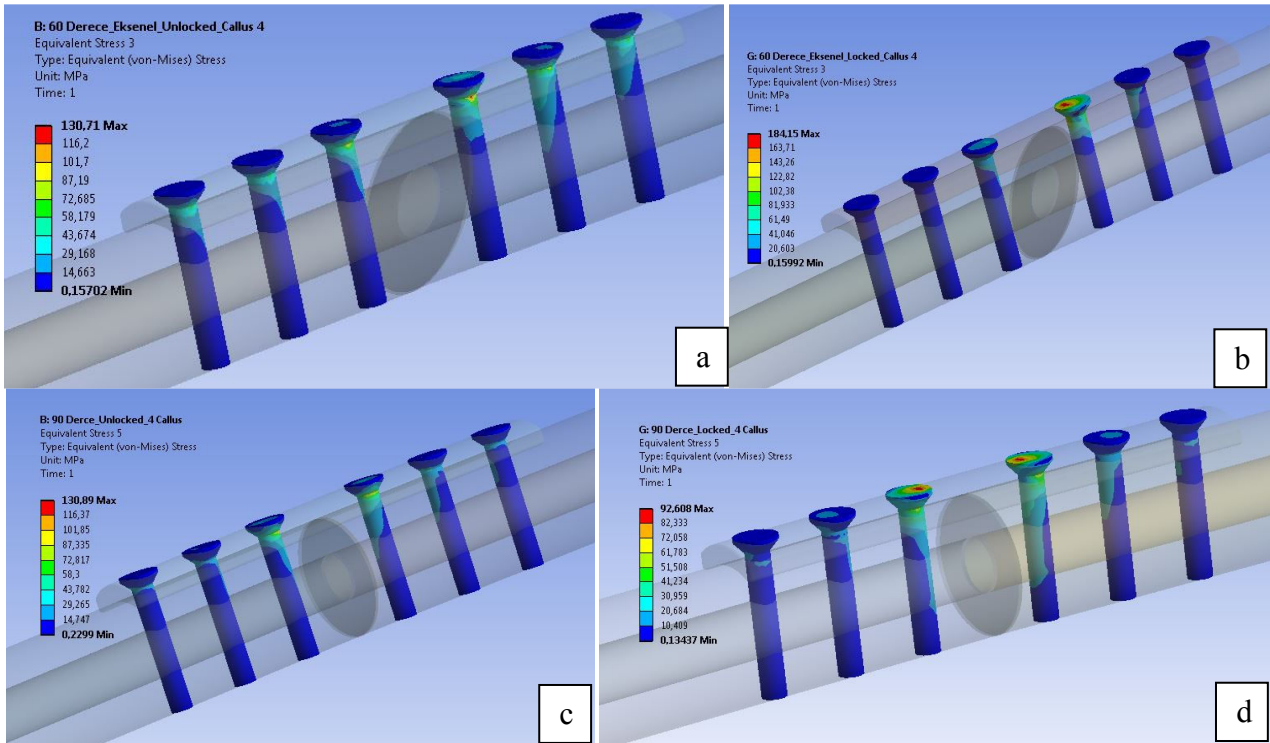 B: 60 Derece_Eksenel_Unlocked_Callus 4
Equivalent Stress 3
Type: Equivalent (von-Mises) Stress
Unit: MPa
Time: 1
130,71 Max
116,2
101,7
87,19
72,685
58,179
43,674
29,168
14,663
0,15702 Min
a
G: 60 Derece_Eksenel_Locked_Callus 4
Equivalent Stress 3
Type: Equivalent (von-Mises) Stress
Unit: MPa
Time: 1
184,15 Max
163,71
143,26
122,82
102,38
81,933
61,49
41,046
20,603
0,15992 Min
b
B: 90 Derce_Unlocked_4 Callus
Equivalent Stress 5
Type: Equivalent (von-Mises) Stress
Unit: MPa
Time: 1
130,89 Max
116,37
101,85
87,335
72,817
58,3
43,782
29,265
14,747
0,2299 Min
c
G: 90 Derce_Locked_4 Callus
Equivalent Stress 5
Type: Equivalent (von-Mises) Stress
Unit: MPa
Time: 1
92,608 Max
82,333
72,058
61,783
51,508
41,234
30,959
20,684
10,409
0,13437 Min
d